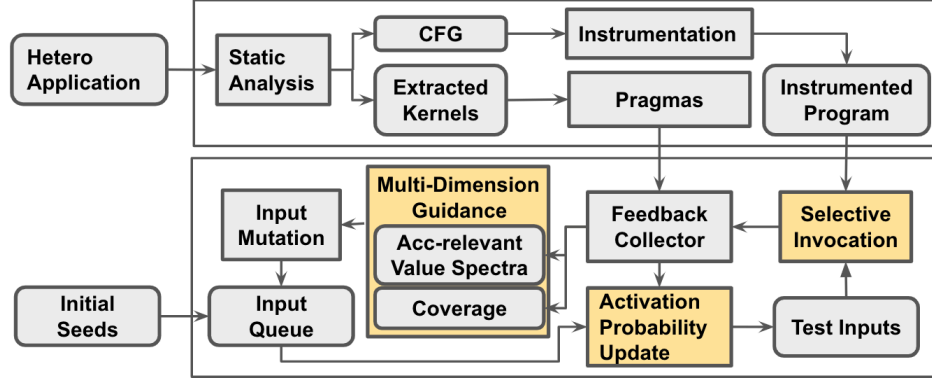 Hetero
Application
Static
Analysis
CFG
Instrumentation
Extracted
Kernels
Pragmas
Instrumented
Program
Multi-Dimension
Guidance
Acc-relevant
Value Spectra
Coverage
Input
Mutation
Feedback
Collector
Selective
Invocation
Initial
Seeds
Input
Queue
Activation
Probability
Update
Test Inputs